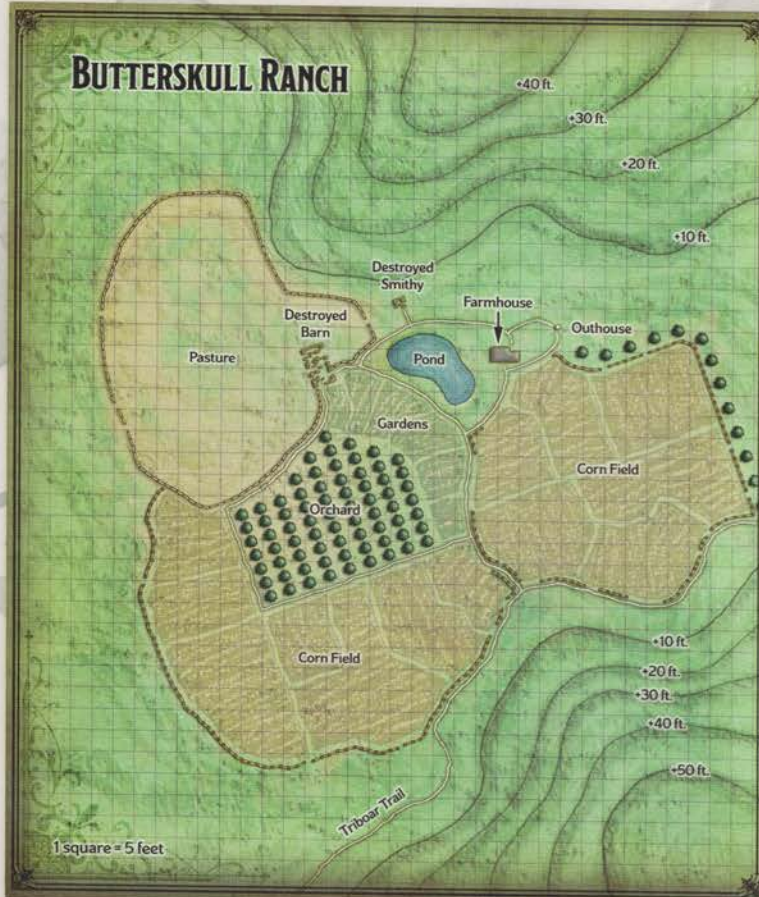 BUTTERSKULL RANCH
+40 ft.
+30 ft.
+20 ft.
+10 ft.
Destroyed
Smithy
Farmhouse
Destroyed
Barn
Outhouse
Pasture
Pond
Gardens
Corn Field
Orchard
Corn Field
+10 ft.
+20 ft.
+30 ft.
+40 ft.
+50 ft.
Triboar Trail
1 square = 5 feet